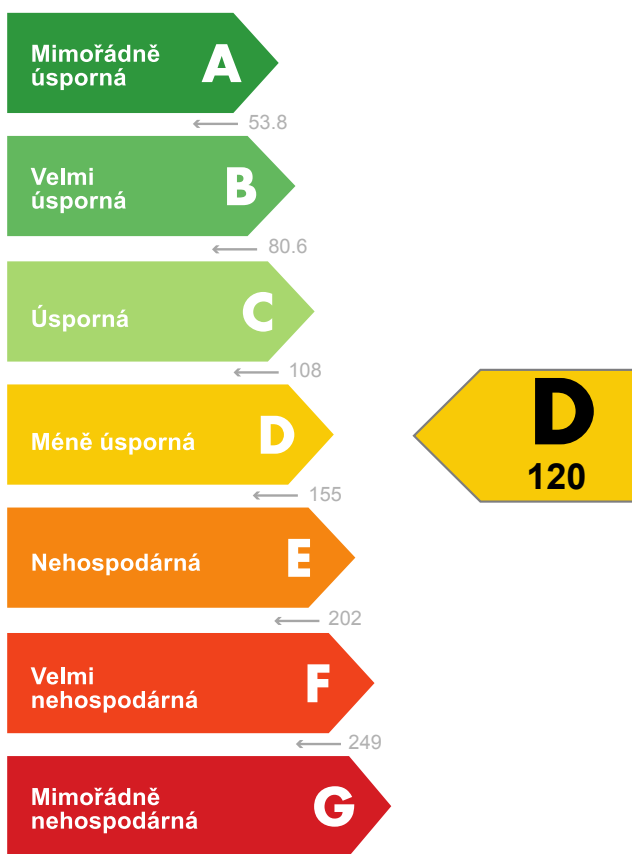 Mimořádně
úsporná
A
53.8
Velmi
úsporná
B
80.6
Úsporná
C
108
Méně úsporná
D
D
120
155
Nehospodárná
E
202
Velmi
nehospodárná
F
249
Mimořádně
nehospodárná
G